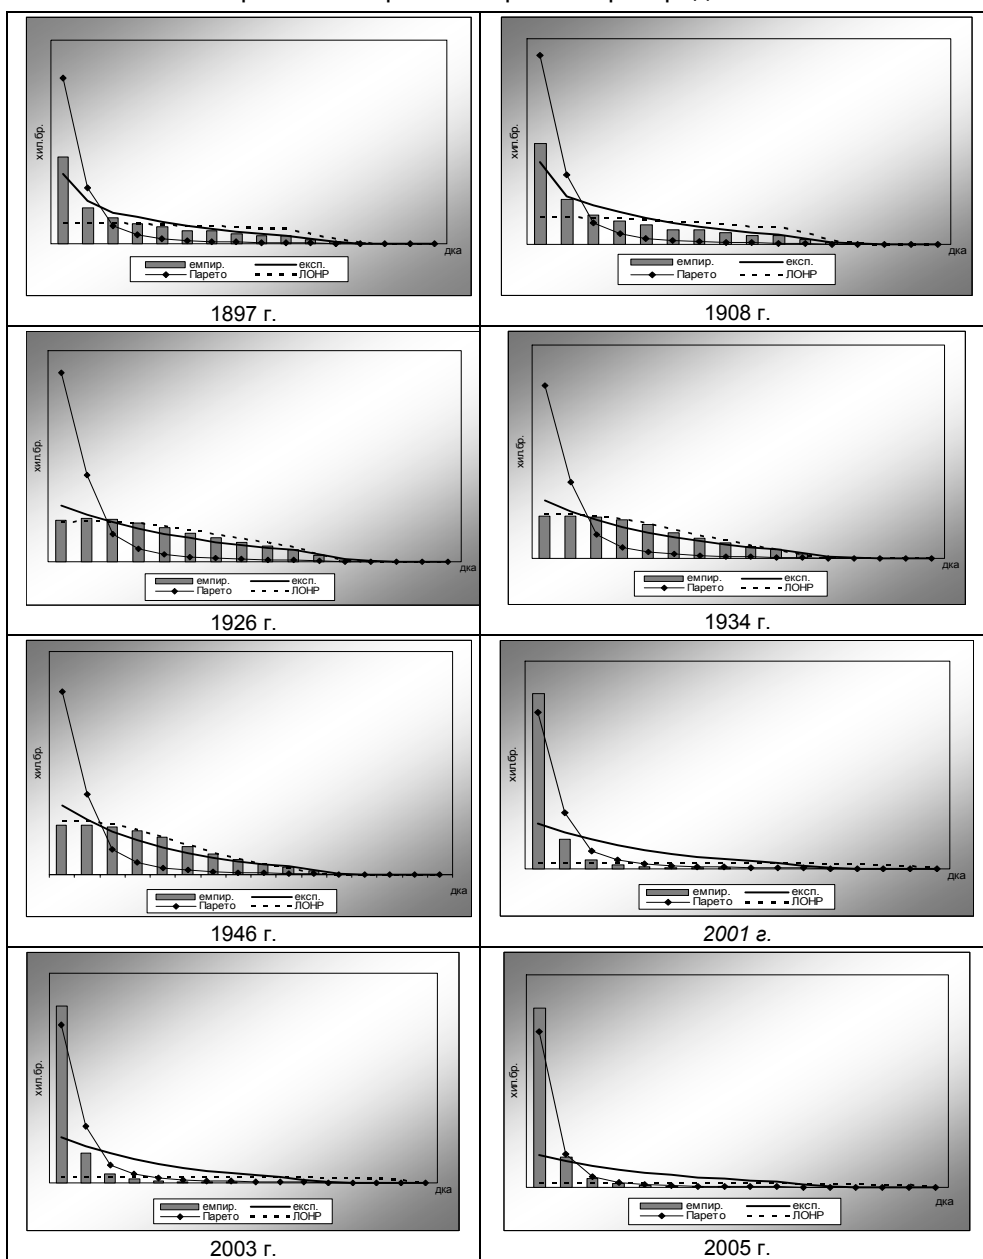 хил.бр.
дка
емпир. експ.
Парето ЛОНР
1897 г.
хил.бр.
дка
емпир. експ.
Парето ЛОНР
1908 г.
хил.бр.
дка
емпир. експ.
Парето ЛОНР
1926 г.
хил.бр.
дка
емпир. експ.
Парето ЛОНР
1934 г.
хил.бр.
дка
емпир. експ.
Парето ЛОНР
1946 г.
хил.бр.
дка
емпир. експ.
Парето ЛОНР
2001 г.
хил.бр.
дка
емпир. експ.
Парето ЛОНР
2003 г.
хил.бр.
дка
емпир. експ.
Парето ЛОНР
2005 г.